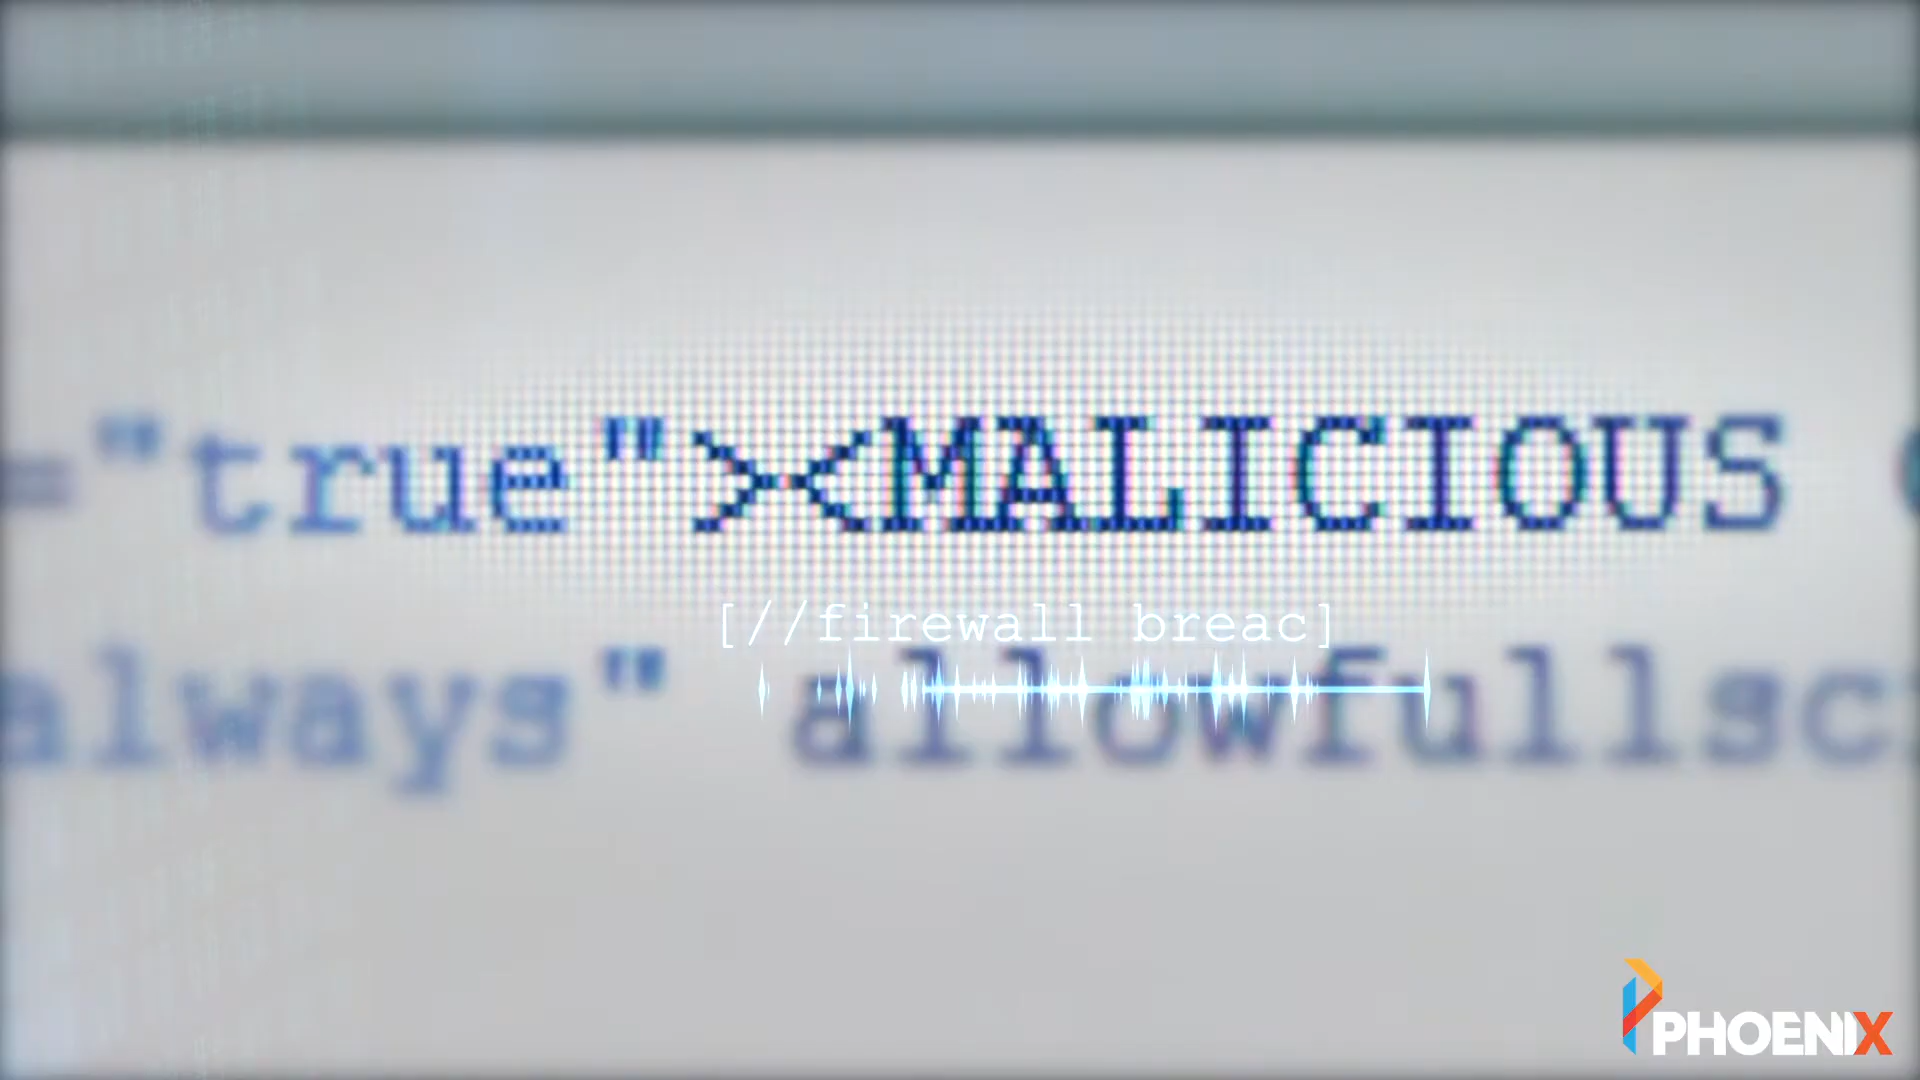 ="true"><MALICIOUS
[//firewall breac]
always" allowfullsc
PHOENIX